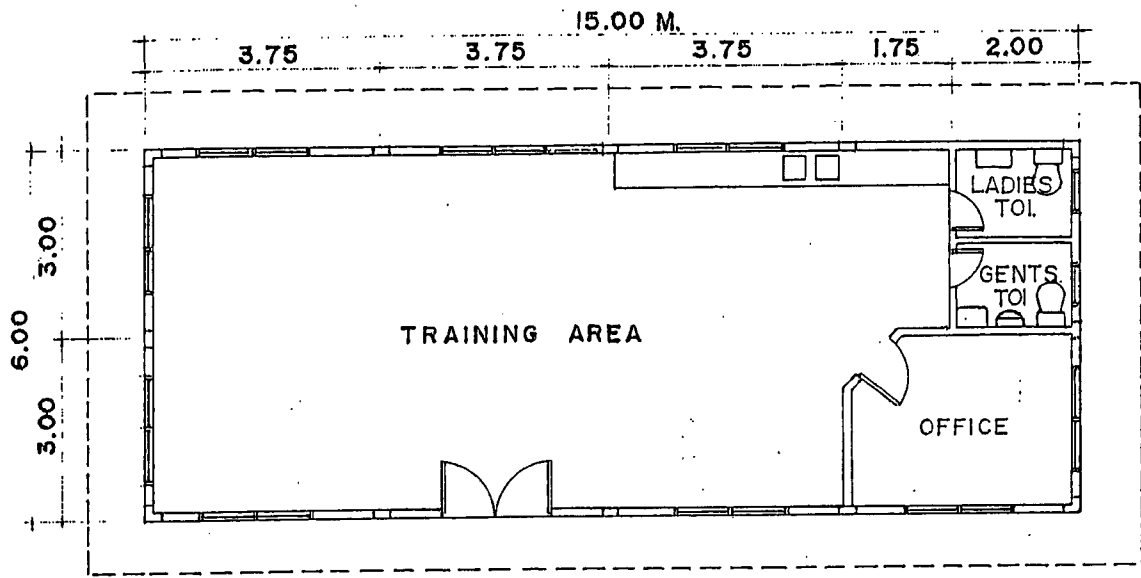 15.00 M.
3.75 3.75 3.75 1.75 2.00
3.00
6.00
3.00
LADIES
TOI.
GENTS.
TOI
TRAINING AREA
OFFICE